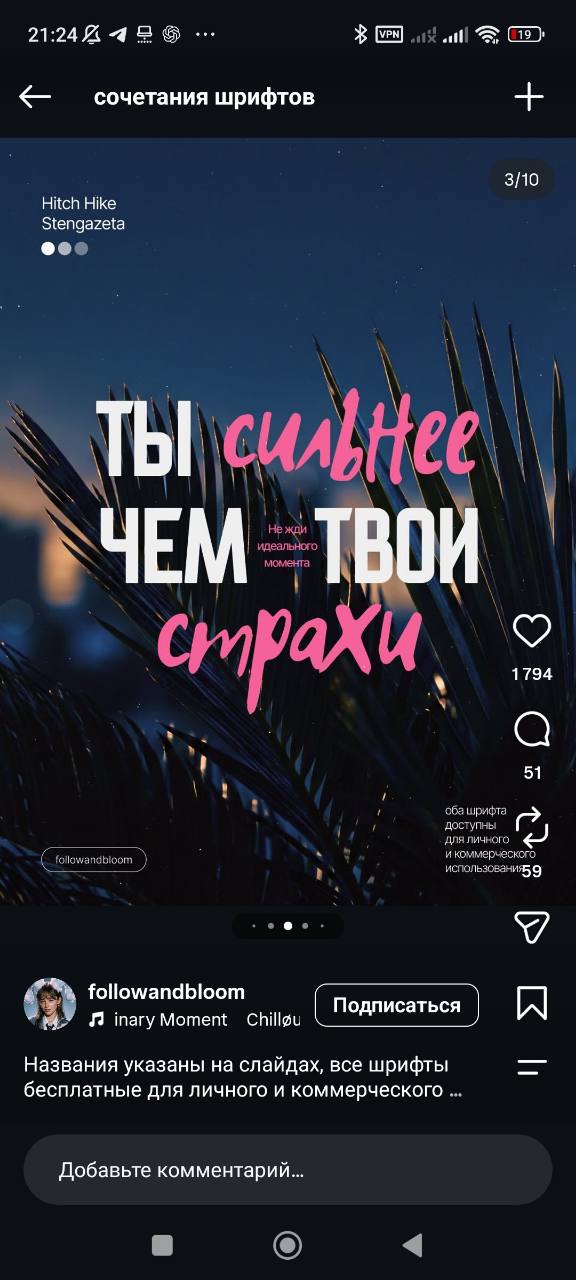 21:24
VPN
19
сочетания шрифтов
3/10
Hitch Hike
Stengazeta
ТЫ сильнее
ЧЕМ
Не жди
идеального
момента
ТВОИ
страхи
1 794
51
оба шрифта
доступны
для личного
и коммерческого
использования
59
followandbloom
followandbloom
inary Moment Chilløu
Подписаться
Названия указаны на слайдах, все шрифты
бесплатные для личного и коммерческого ...
Добавьте комментарий...